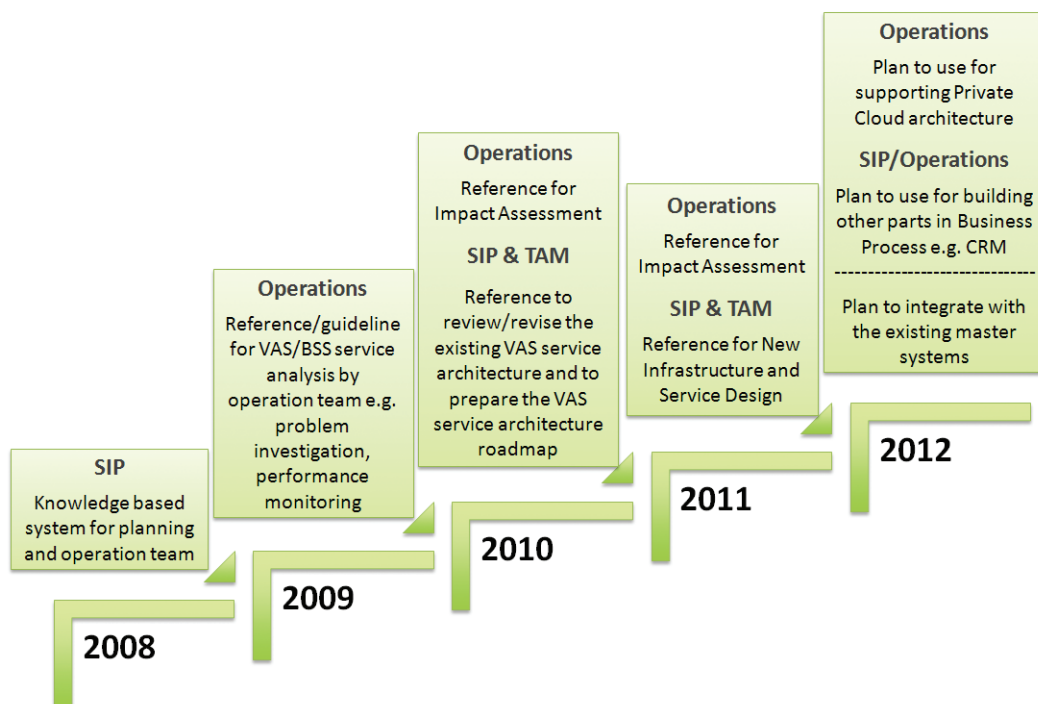 SIP
Knowledge based
system for planning
and operation team
2008
Operations
Reference/guideline
for VAS/BSS service
analysis by
operation team e.g.
problem
investigation,
performance
monitoring
2009
Operations
Reference for
Impact Assessment
SIP & TAM
Reference to
review/revise the
existing VAS service
architecture and to
prepare the VAS
service architecture
roadmap
2010
Operations
Reference for
Impact Assessment
SIP & TAM
Reference for New
Infrastructure and
Service Design
2011
Operations
Plan to use for
supporting Private
Cloud architecture
SIP/Operations
Plan to use for building
other parts in Business
Process e.g. CRM
-------------------------------
Plan to integrate with
the existing master
systems
2012